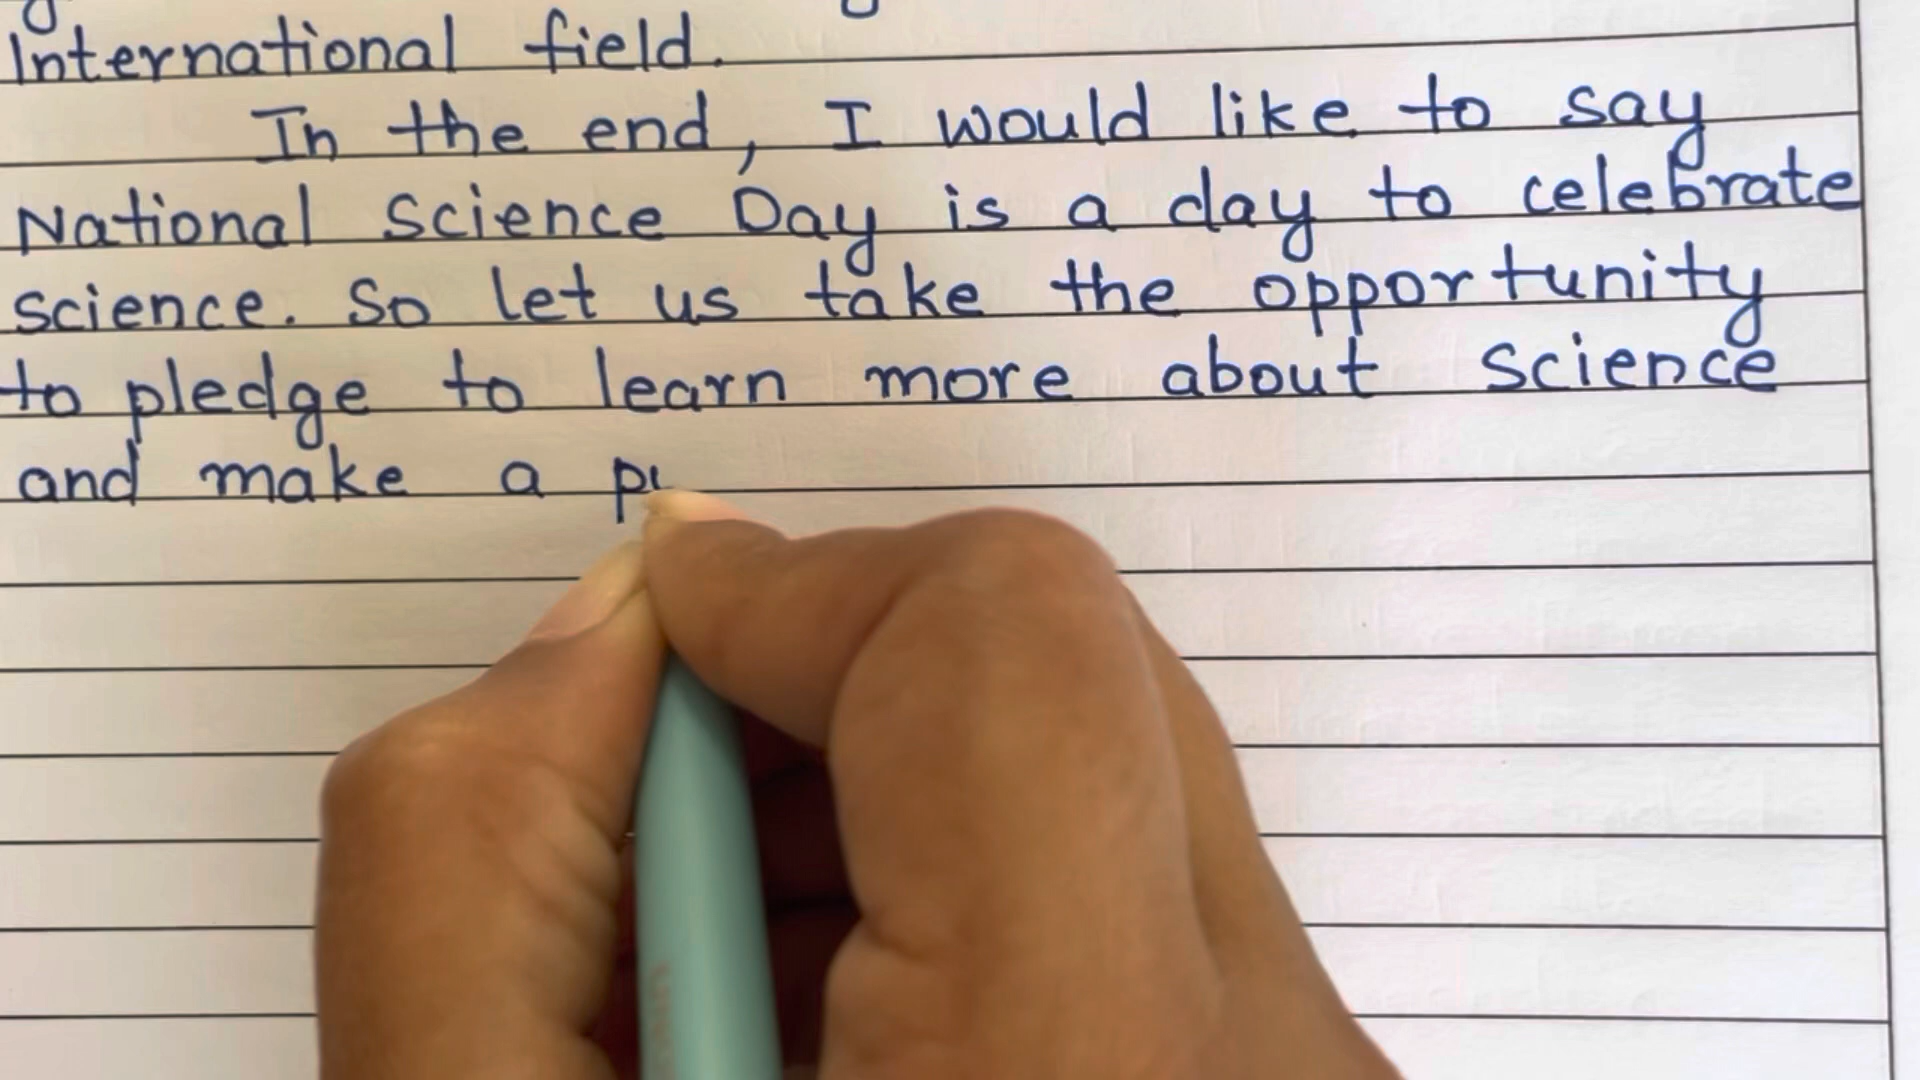 International field.
In the end, I would like to say
National Science Day is a day to celebrate
science. So let us take the opportunity
to pledge to learn more about science
and make a